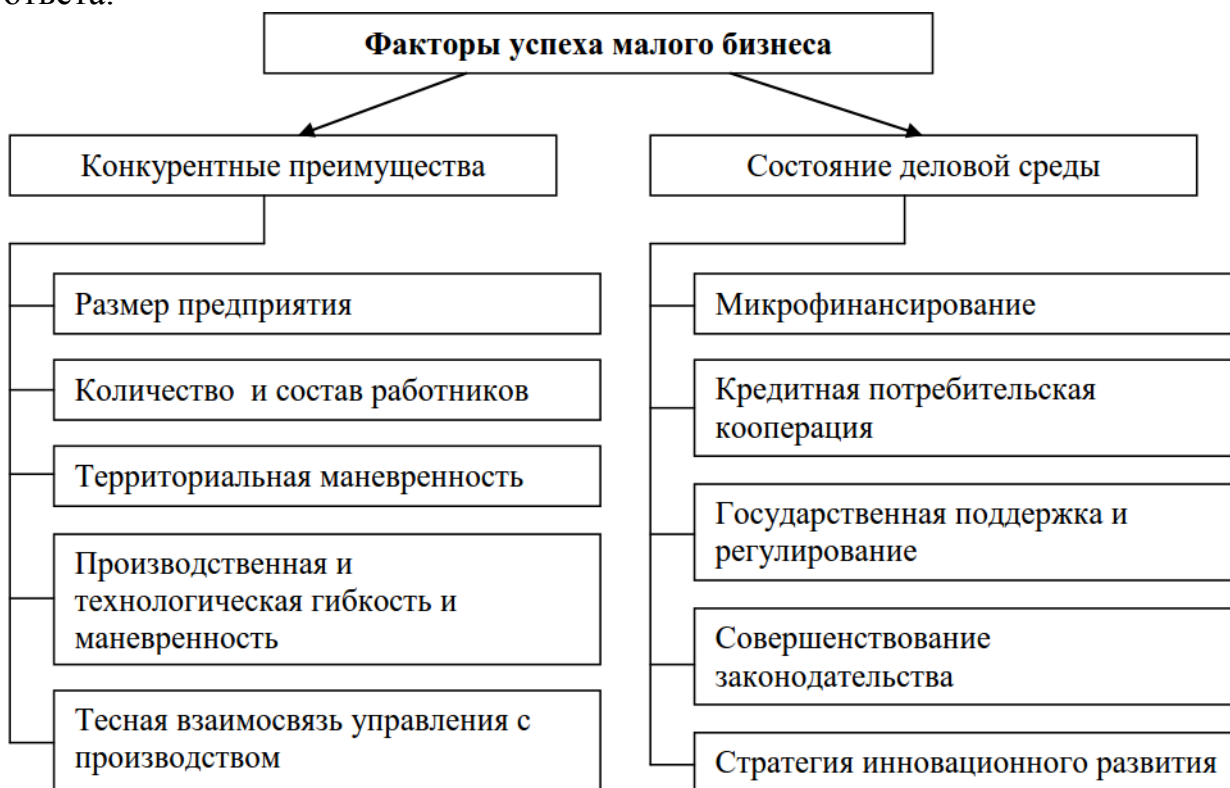 ответа.
Факторы успеха малого бизнеса
Конкурентные преимущества
Состояние деловой среды
Размер предприятия
Количество и состав работников
Территориальная маневренность
Производственная и
технологическая гибкость и
маневренность
Тесная взаимосвязь управления с
производством
Микрофинансирование
Кредитная потребительская
кооперация
Государственная поддержка и
регулирование
Совершенствование
законодательства
Стратегия инновационного развития